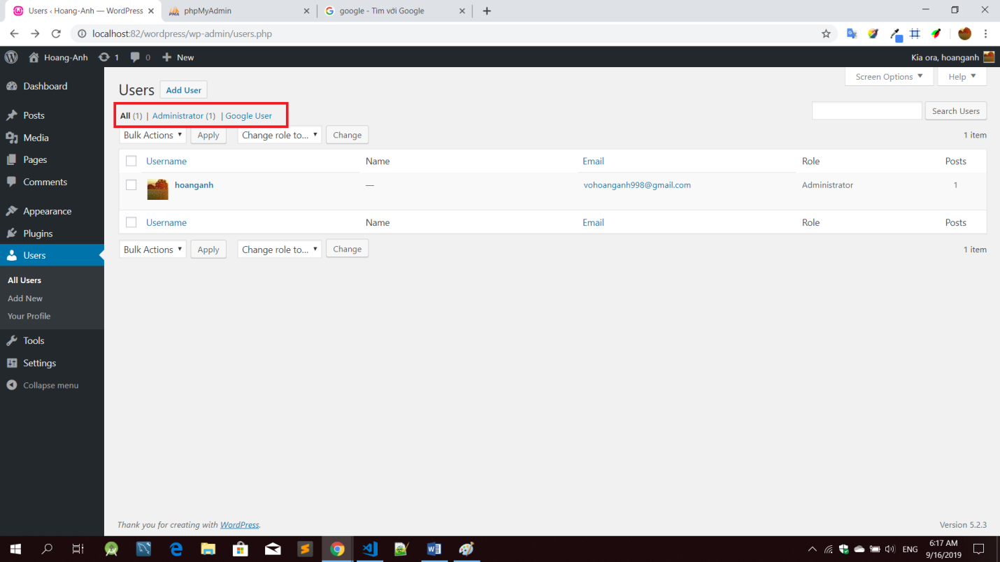 Users ‹ Hoang-Anh — WordPress
phpMyAdmin
google - Tìm với Google
localhost:82/wordpress/wp-admin/users.php
Hoang-Anh 1 0 New
Kia ora, hoanganh
Screen Options
Help
Dashboard
Posts
Media
Pages
Comments
Appearance
Plugins
Users
All Users
Add New
Your Profile
Tools
Settings
Collapse menu
Users Add User
All (1) | Administrator (1) | Google User
Search Users
Bulk Actions Apply Change role to... Change
1 item
Username Name Email Role Posts
hoanganh — vohoanganh998@gmail.com Administrator 1
Username Name Email Role Posts
Bulk Actions Apply Change role to... Change
1 item
Thank you for creating with WordPress.
Version 5.2.3
ENG
6:17 AM
9/16/2019